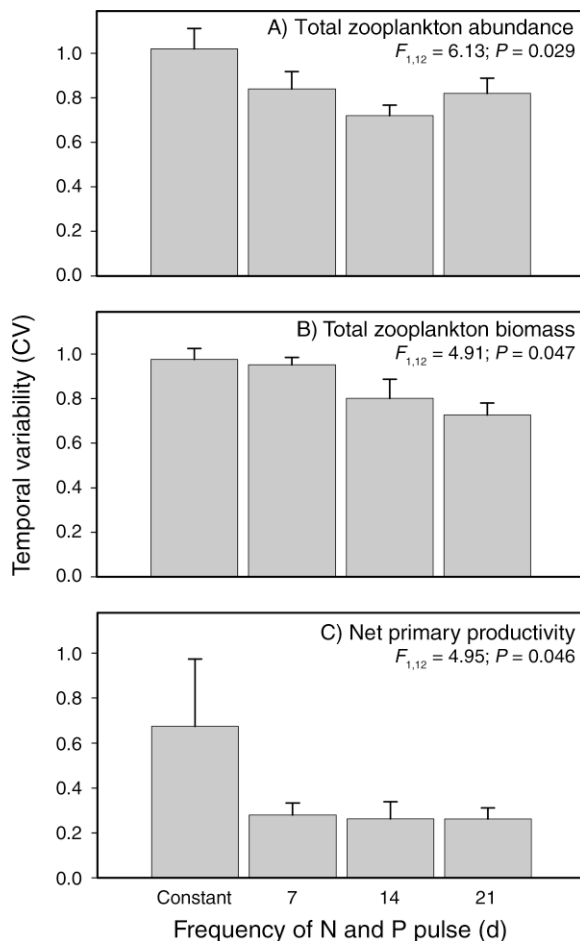 A) Total zooplankton abundance
F1,12 = 6.13; P = 0.029
1.0
0.8
0.6
0.4
0.2
0.0
B) Total zooplankton biomass
F1,12 = 4.91; P = 0.047
1.0
0.8
0.6
0.4
0.2
0.0
Temporal variability (CV)
C) Net primary productivity
F1,12 = 4.95; P = 0.046
1.0
0.8
0.6
0.4
0.2
0.0
Constant 7 14 21
Frequency of N and P pulse (d)